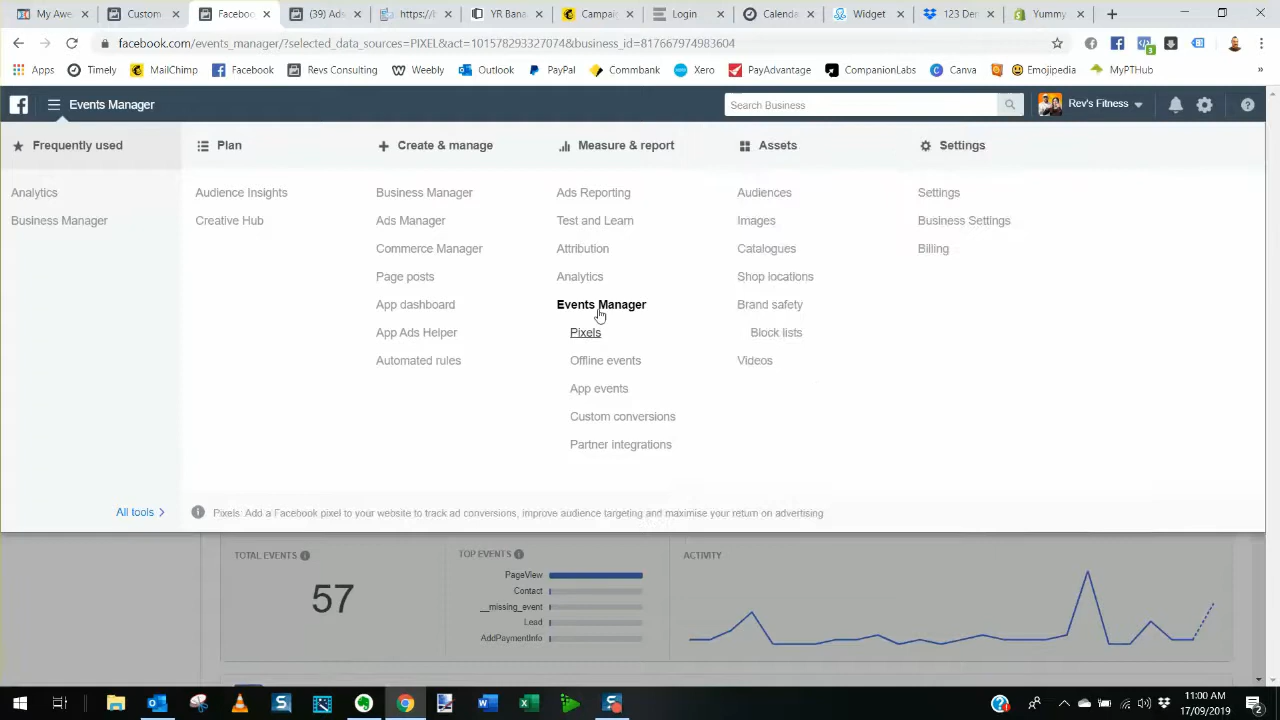 My Awe
Custom
Facebo
(39) Ads
https://l
YR Bana
Campai
Login
Calenda
Widget
123 Der
Yummy
facebook.com/events_manager/?selected_data_sources=PIXEL&act=101578293327074&business_id=817667974983604
Apps
Timely
MailChimp
Facebook
Revs Consulting
Weebly
Outlook
PayPal
Commbank
Xero
PayAdvantage
CompanionLabs
Canva
Emojipedia
MyPTHub
Events Manager
Search Business
Rev's Fitness
Frequently used
Analytics
Business Manager
All tools
Plan
Audience Insights
Creative Hub
Create & manage
Business Manager
Ads Manager
Commerce Manager
Page posts
App dashboard
App Ads Helper
Automated rules
Measure & report
Ads Reporting
Test and Learn
Attribution
Analytics
Events Manager
Pixels
Offline events
App events
Custom conversions
Partner integrations
Assets
Audiences
Images
Catalogues
Shop locations
Brand safety
Block lists
Videos
Settings
Settings
Business Settings
Billing
Pixels: Add a Facebook pixel to your website to track ad conversions, improve audience targeting and maximise your return on advertising
TOTAL EVENTS
57
TOP EVENTS
PageView
Contact
__missing_event
Lead
AddPaymentInfo
ACTIVITY
11:00 AM
17/09/2019
2